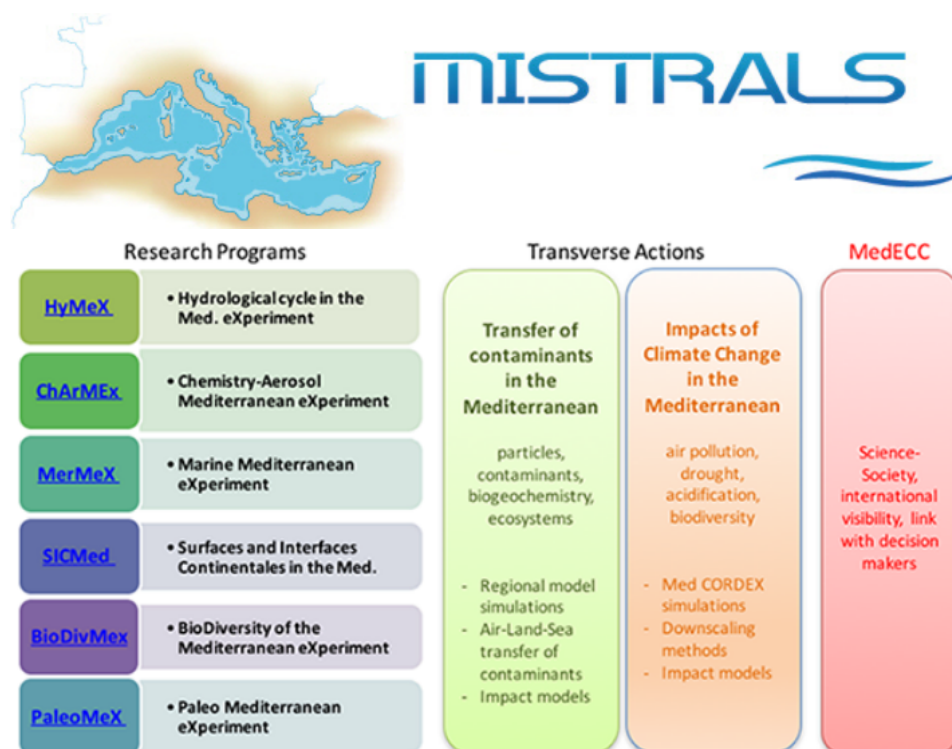 MISTRALS
Research Programs
HyMeX
• Hydrological cycle in the
Med. eXperiment
ChArMEx
• Chemistry-Aerosol
Mediterranean eXperiment
MerMeX
• Marine Mediterranean
eXperiment
SICMed
• Surfaces and Interfaces
Continentales in the Med.
BioDivMex
• BioDiversity of the
Mediterranean eXperiment
PaleoMeX
• Paleo Mediterranean
eXperiment
Transverse Actions
Transfer of
contaminants
in the
Mediterranean
particles,
contaminants,
biogeochemistry,
ecosystems
- Regional model
simulations
- Air-Land-Sea
transfer of
contaminants
- Impact models
Impacts of
Climate Change
in the
Mediterranean
air pollution,
drought,
acidification,
biodiversity
- Med CORDEX
simulations
- Downscaling
methods
- Impact models
MedECC
Science-
Society,
international
visibility, link
with decision
makers